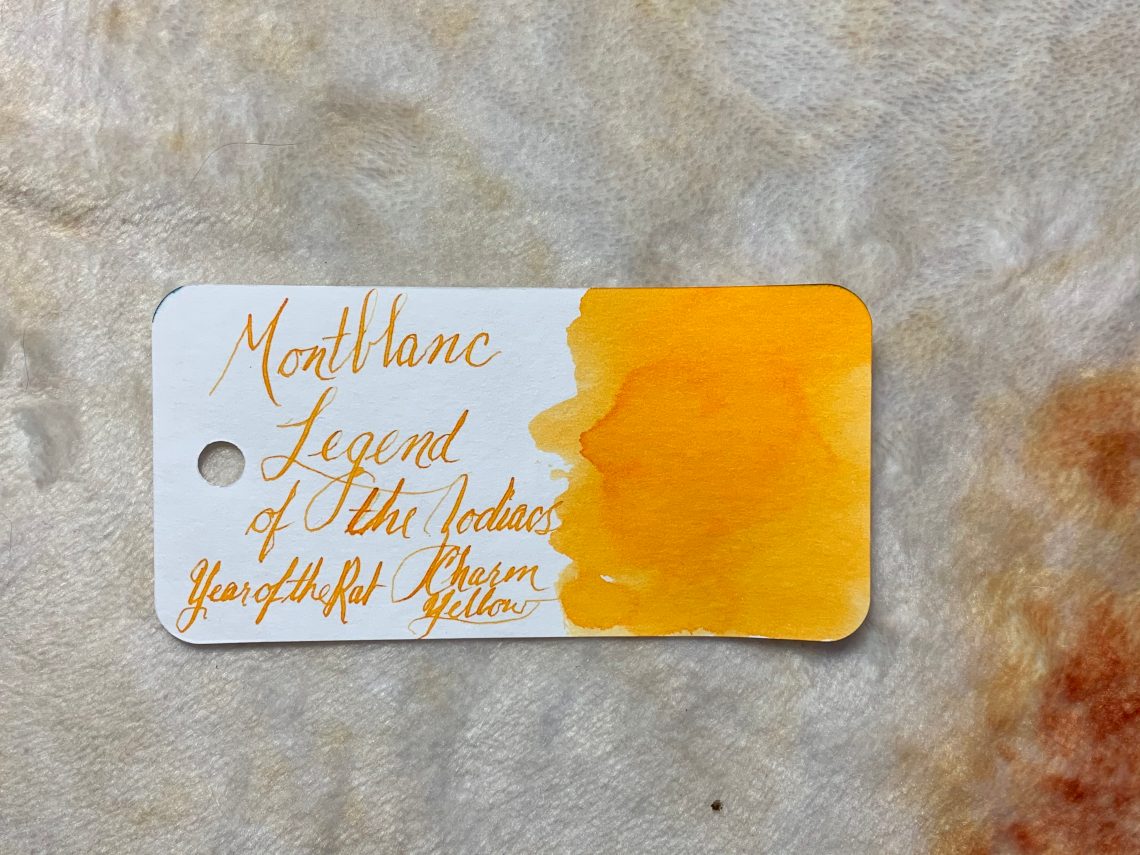 Montblanc
Legend
of the Zodiacs
Year of the Rat Charm
Yellow